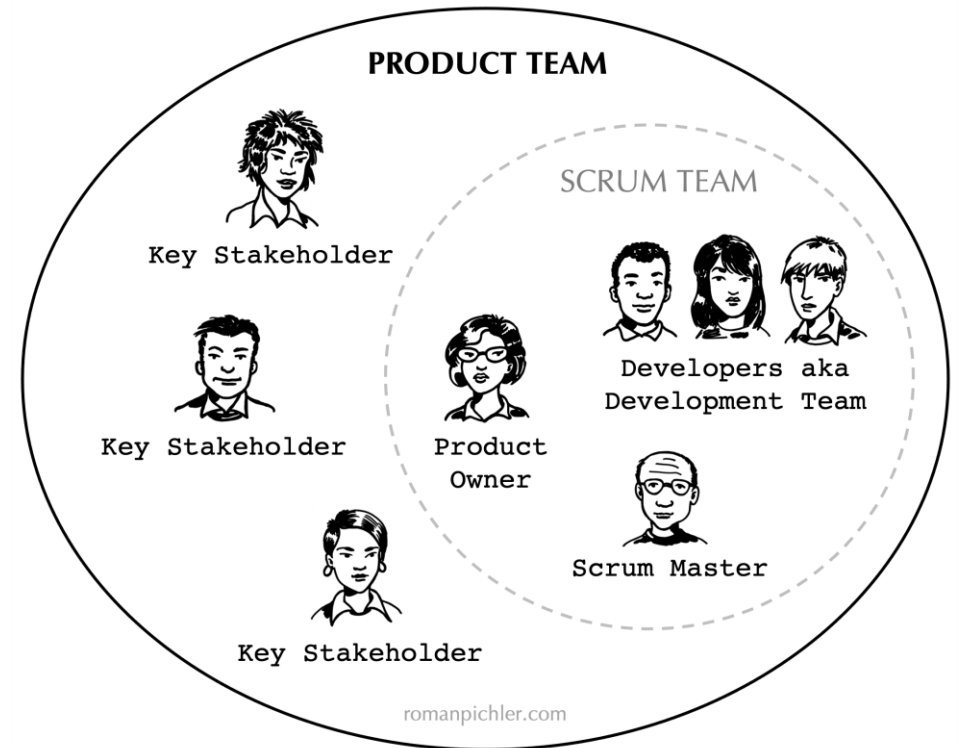 PRODUCT TEAM
SCRUM TEAM
Key Stakeholder
Developers aka
Development Team
Key Stakeholder
Product
Owner
Scrum Master
Key Stakeholder
romanpichler.com